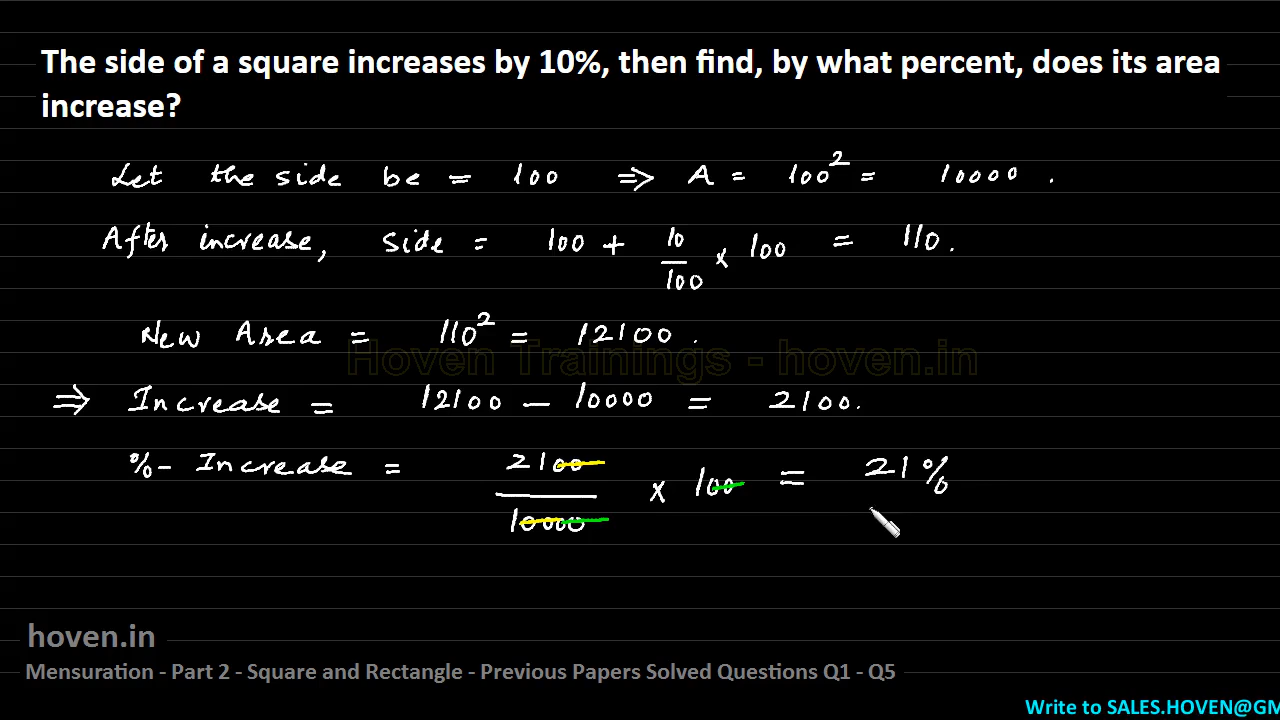 The side of a square increases by 10%, then find, by what percent, does its area
increase?
Let the side be = 100 ⇒ A = 100² = 10000 .
After increase, side = 100 + 10/100 × 100 = 110 .
New Area = 110² = 12100 .
Hoven Trainings - hoven.in
⇒ Increase = 12100 – 10000 = 2100.
%- Increase = 2100/10000 × 100 = 21%
hoven.in
Mensuration - Part 2 - Square and Rectangle - Previous Papers Solved Questions Q1 - Q5
Write to SALES.HOVEN@GM